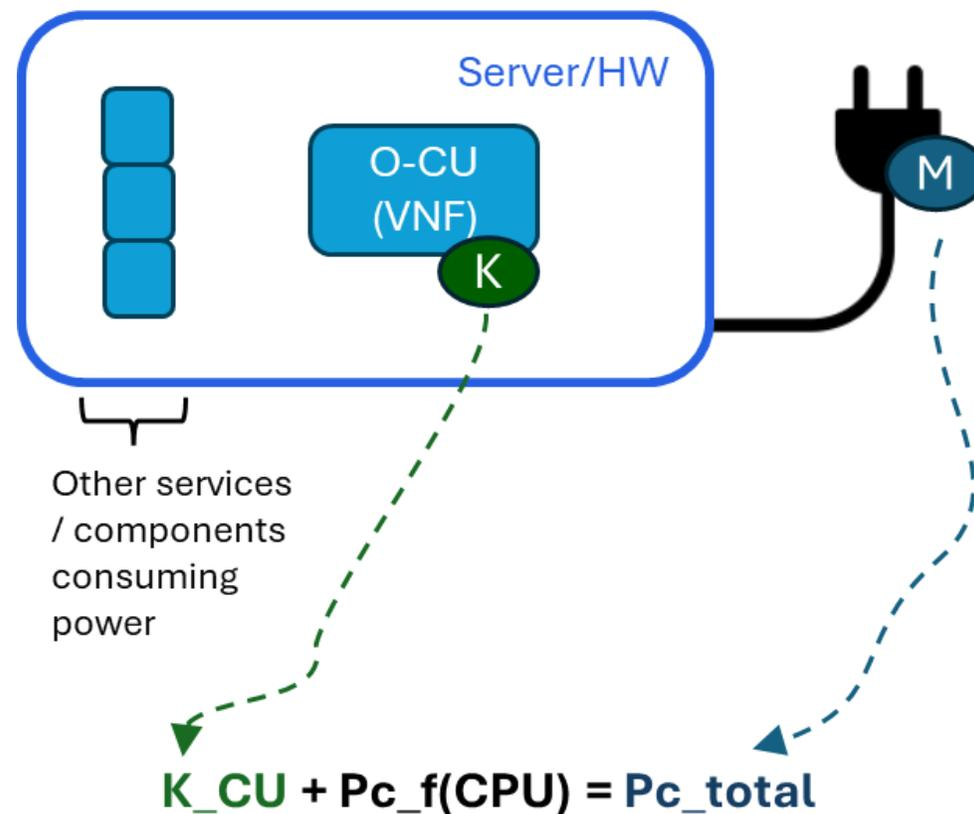 Server/HW
O-CU
(VNF)
K
M
Other services
/ components
consuming
power
K_CU + Pc_f(CPU) = Pc_total